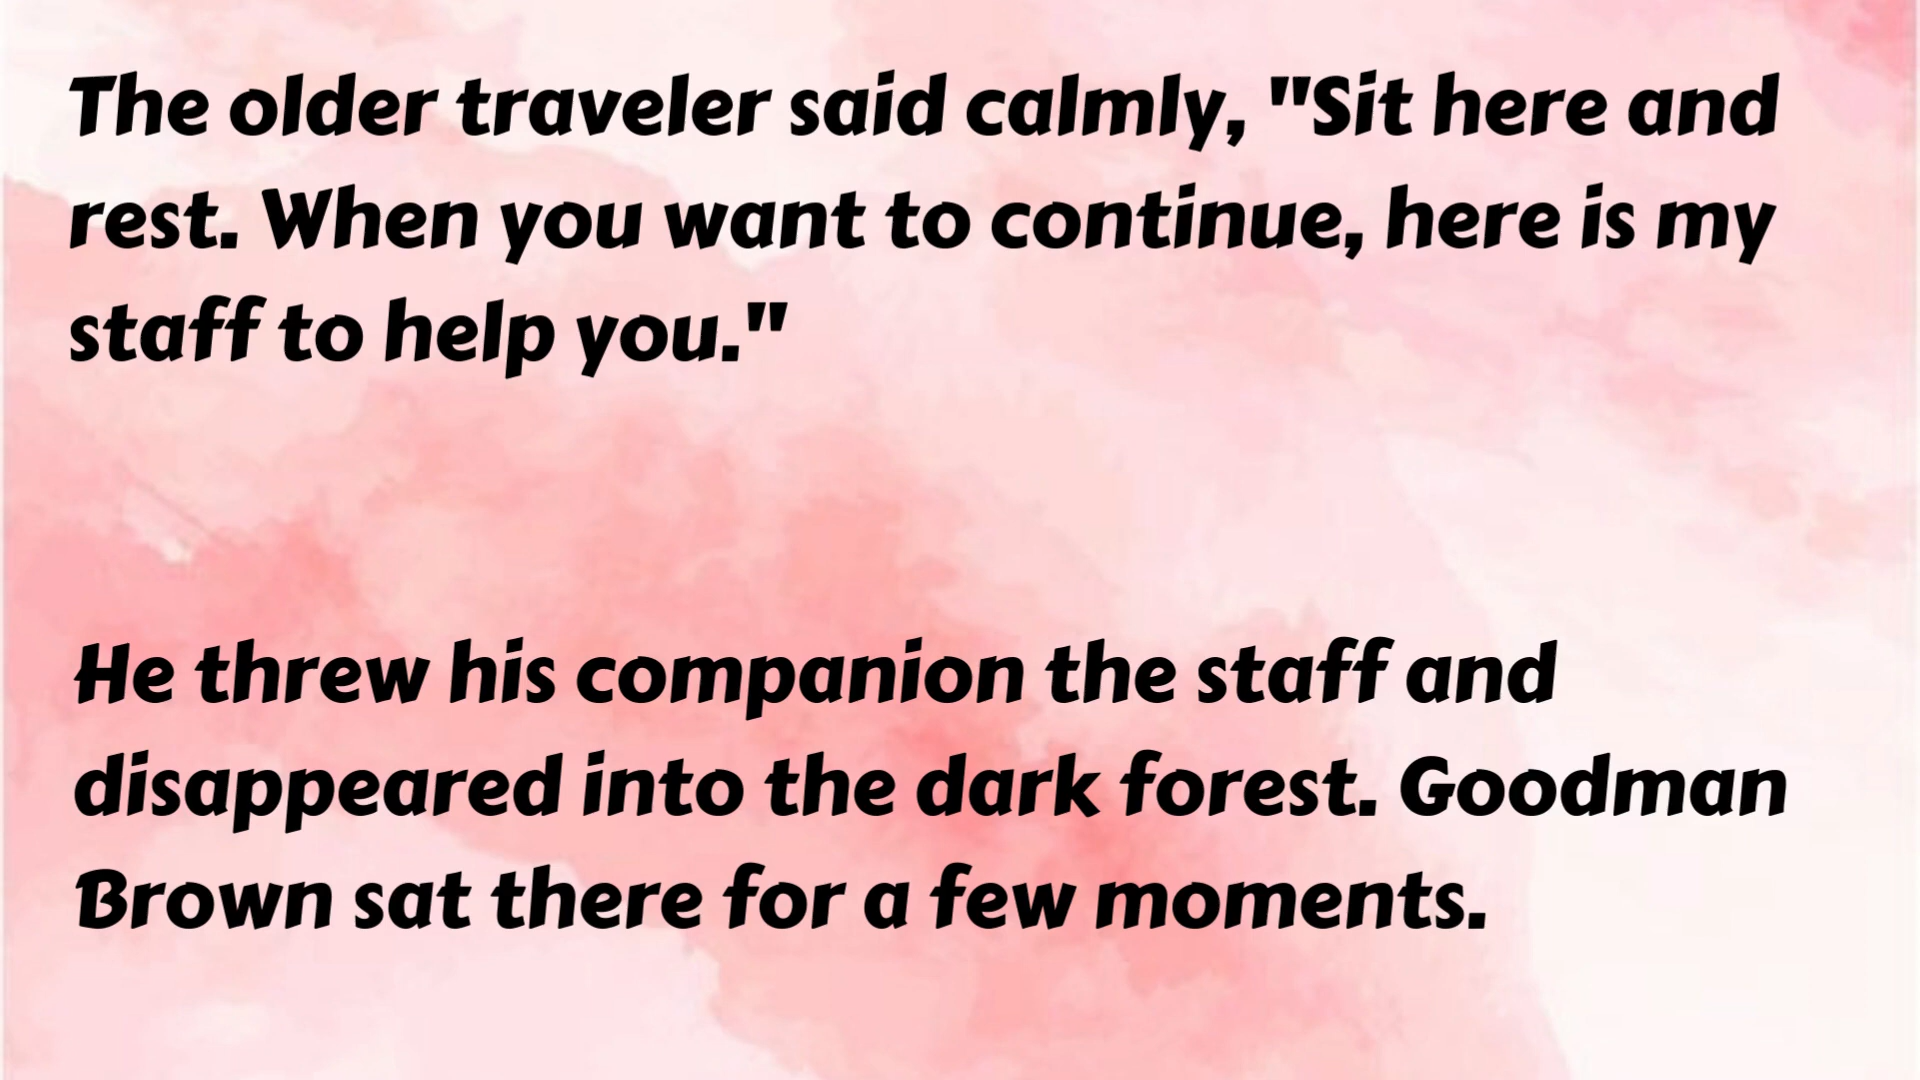 The older traveler said calmly, "Sit here and
rest. When you want to continue, here is my
staff to help you."
He threw his companion the staff and
disappeared into the dark forest. Goodman
Brown sat there for a few moments.